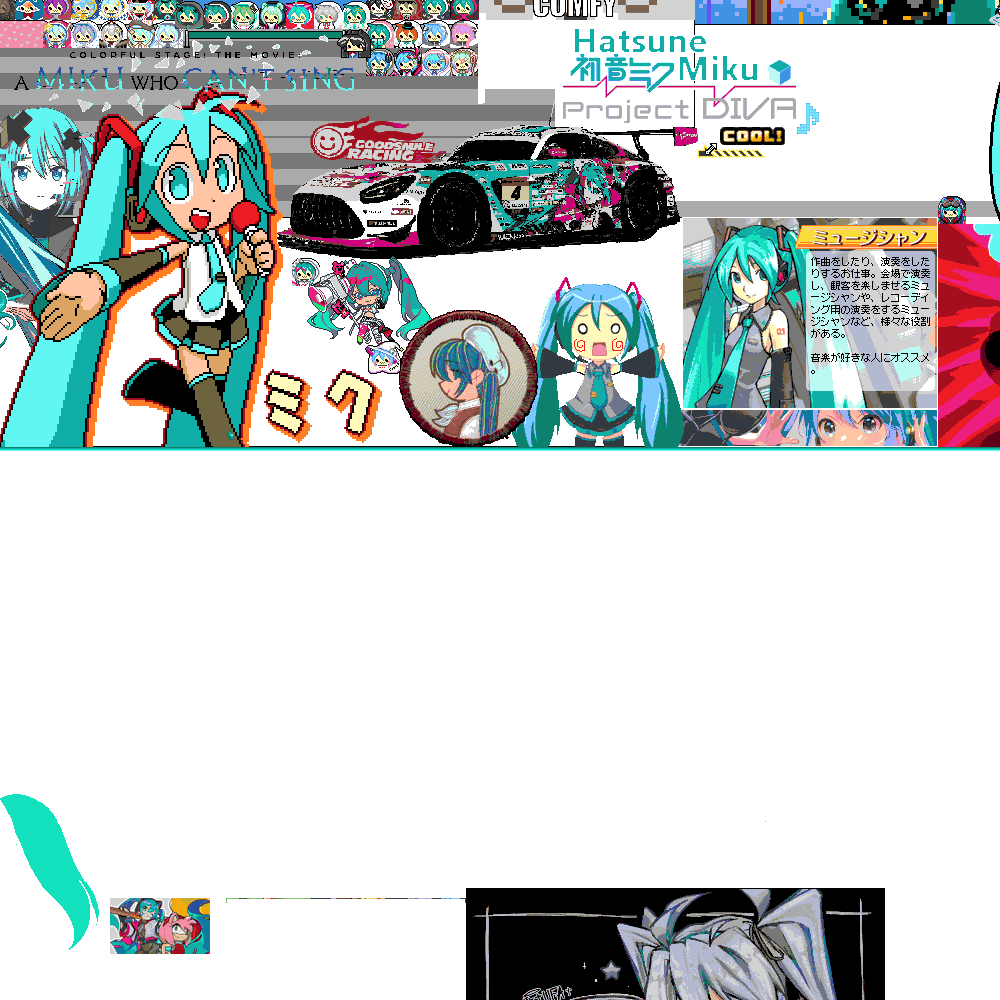 COMFY
COLORFUL STAGE! THE MOVIE:
A MIKU WHO CAN'T SING
Hatsune
初音ミク Miku
Project DIVA
COOL!
GOODSMILE
RACING
4
ミュージシャン
作曲をしたり、演奏をした
りするお仕事。会場で演奏
し、観客を楽しませるミュ
ージシャンや、レコーディ
ング用の演奏をするミュー
ジシャンなど、様々な役割
がある。
音楽が好きな人にオススメ
。
ミク